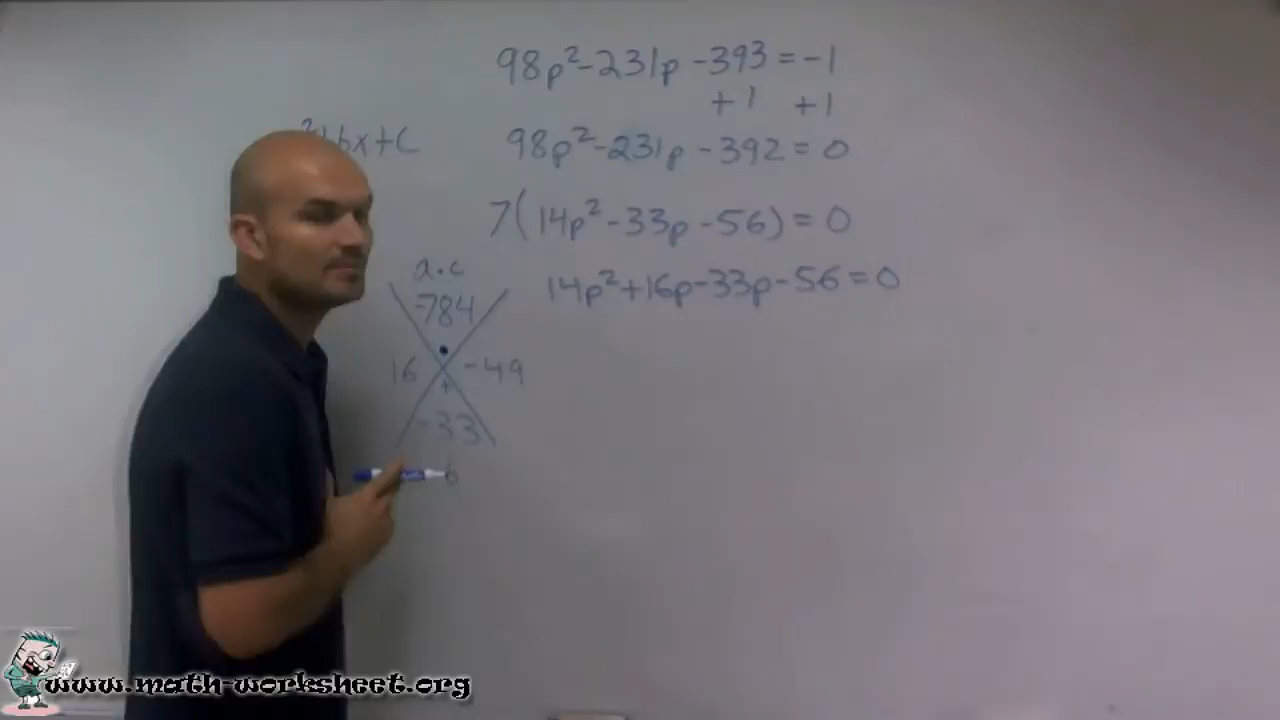 98p²-231p -393 = -1
+1 +1
98p²-231p -392 = 0
²+bx+c
7(14p²-33p-56) = 0
a·c
14p²+16p-33p-56=0
-784
16 -49
+
-33
b
www.math-worksheet.org